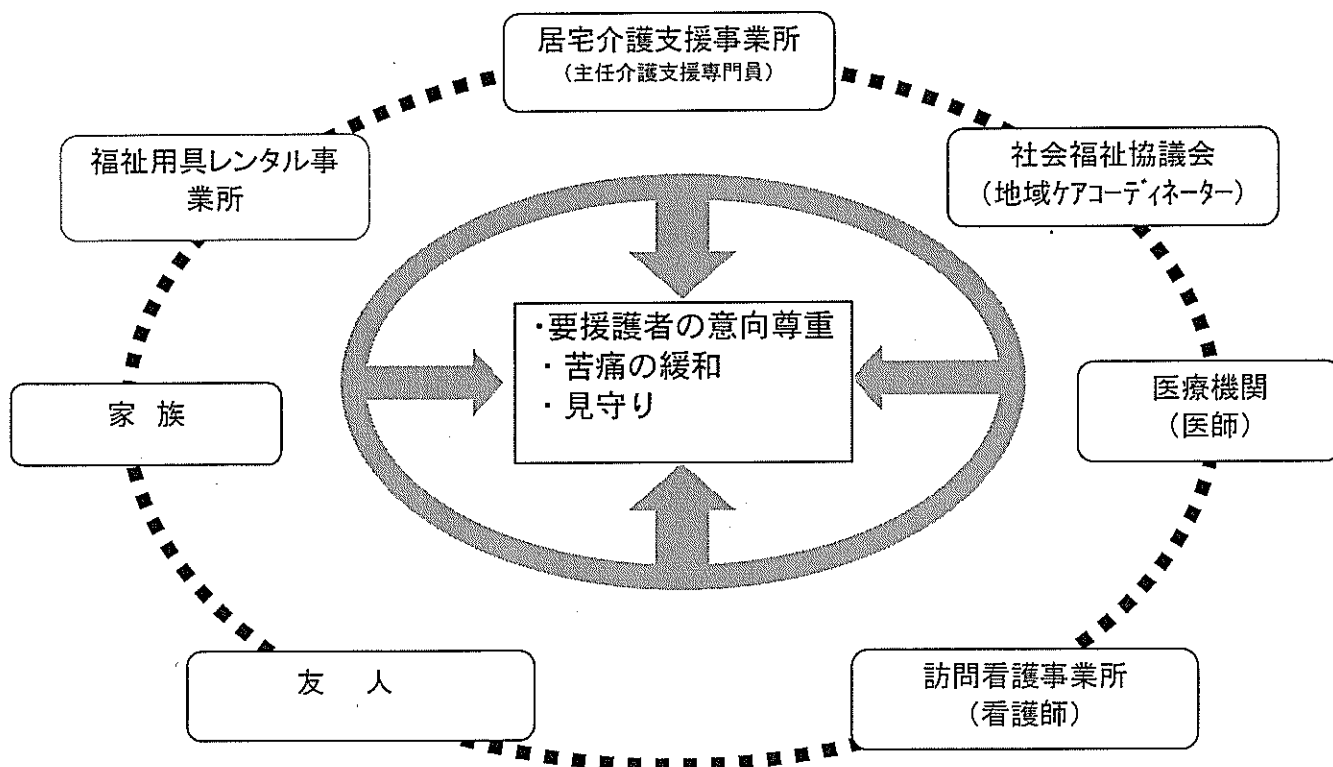 居宅介護支援事業所
(主任介護支援専門員)
福祉用具レンタル事
業所
社会福祉協議会
(地域ケアコーディネーター)
・要援護者の意向尊重
・苦痛の緩和
・見守り
家 族
医療機関
(医師)
友 人
訪問看護事業所
(看護師)